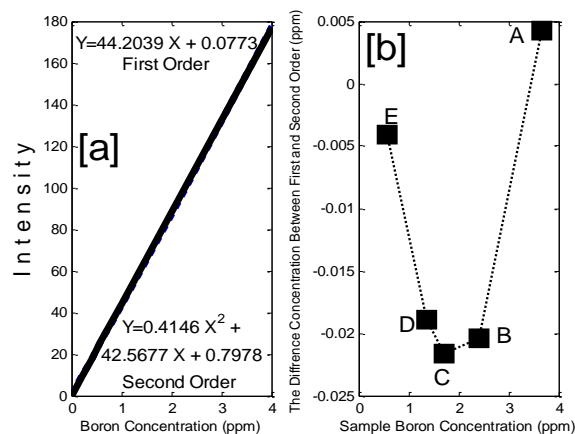 180
160
140
120
100
80
60
40
20
0
0 1 2 3 4
Intensity
Boron Concentration (ppm)
[a]
Y=44.2039 X + 0.0773
First Order
Y=0.4146 X² +
42.5677 X + 0.7978
Second Order
0.005
0
-0.005
-0.01
-0.015
-0.02
-0.025
0 1 2 3 4
The Diffrence Concentration Between First and Second Order (ppm)
Sample Boron Concentration (ppm)
[b]
A
E
D
B
C